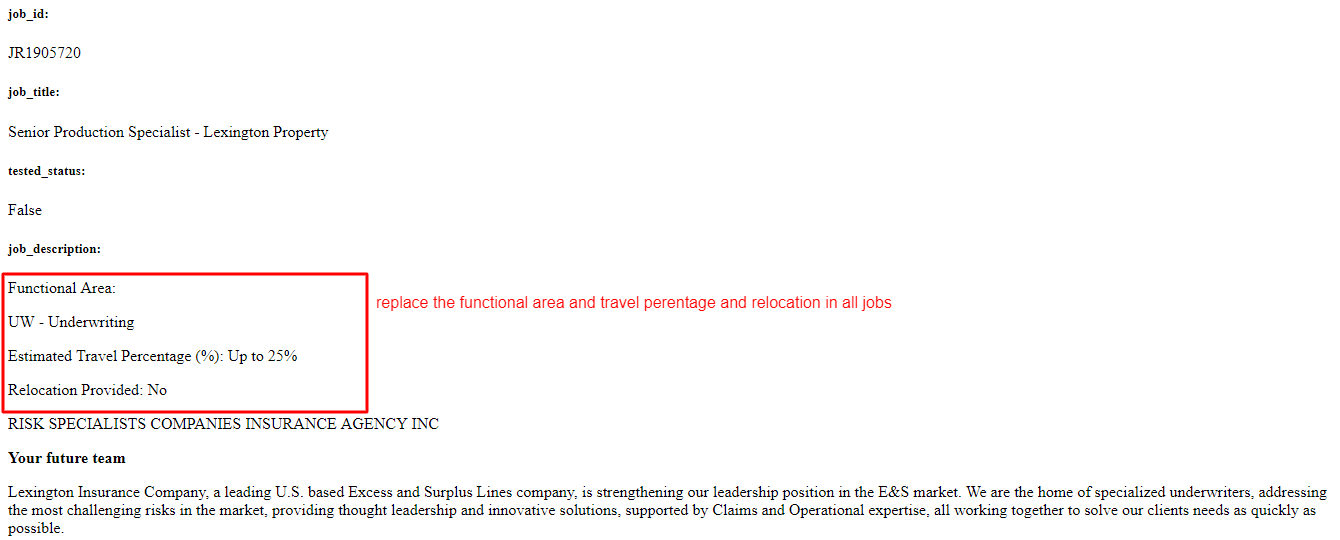 job_id:
JR1905720
job_title:
Senior Production Specialist - Lexington Property
tested_status:
False
job_description:
Functional Area:
replace the functional area and travel perentage and relocation in all jobs
UW - Underwriting
Estimated Travel Percentage (%): Up to 25%
Relocation Provided: No
RISK SPECIALISTS COMPANIES INSURANCE AGENCY INC
Your future team
Lexington Insurance Company, a leading U.S. based Excess and Surplus Lines company, is strengthening our leadership position in the E&S market. We are the home of specialized underwriters, addressing
the most challenging risks in the market, providing thought leadership and innovative solutions, supported by Claims and Operational expertise, all working together to solve our clients needs as quickly as
possible.